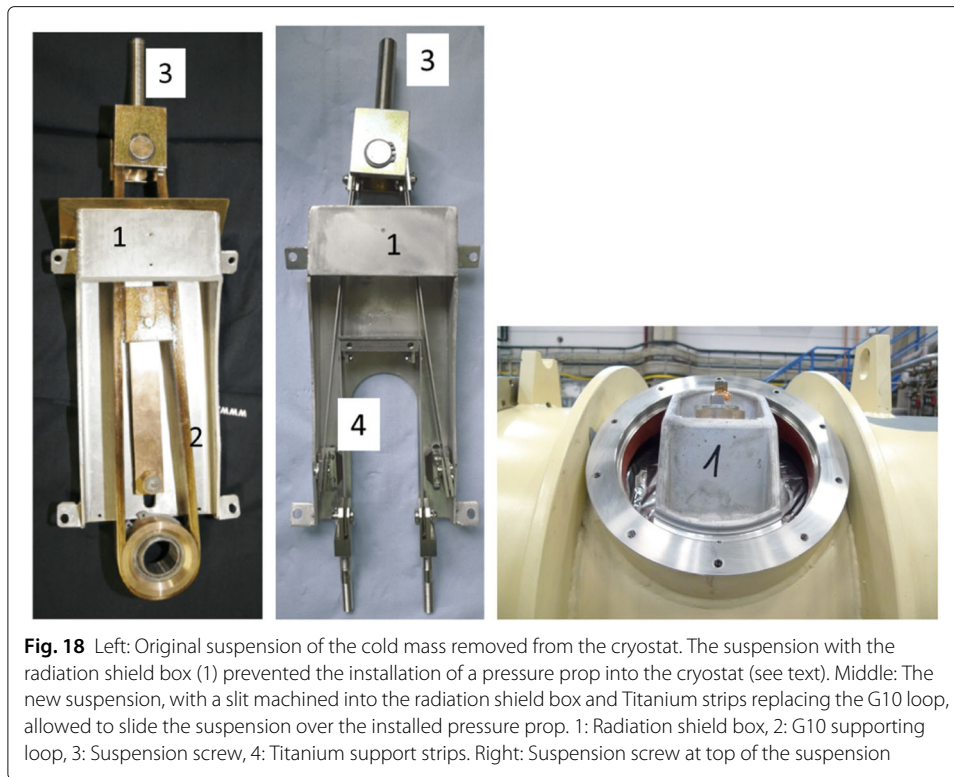 3
3
1
1
2
4
www
1
Fig. 18 Left: Original suspension of the cold mass removed from the cryostat. The suspension with the
radiation shield box (1) prevented the installation of a pressure prop into the cryostat (see text). Middle: The
new suspension, with a slit machined into the radiation shield box and Titanium strips replacing the G10 loop,
allowed to slide the suspension over the installed pressure prop. 1: Radiation shield box, 2: G10 supporting
loop, 3: Suspension screw, 4: Titanium support strips. Right: Suspension screw at top of the suspension